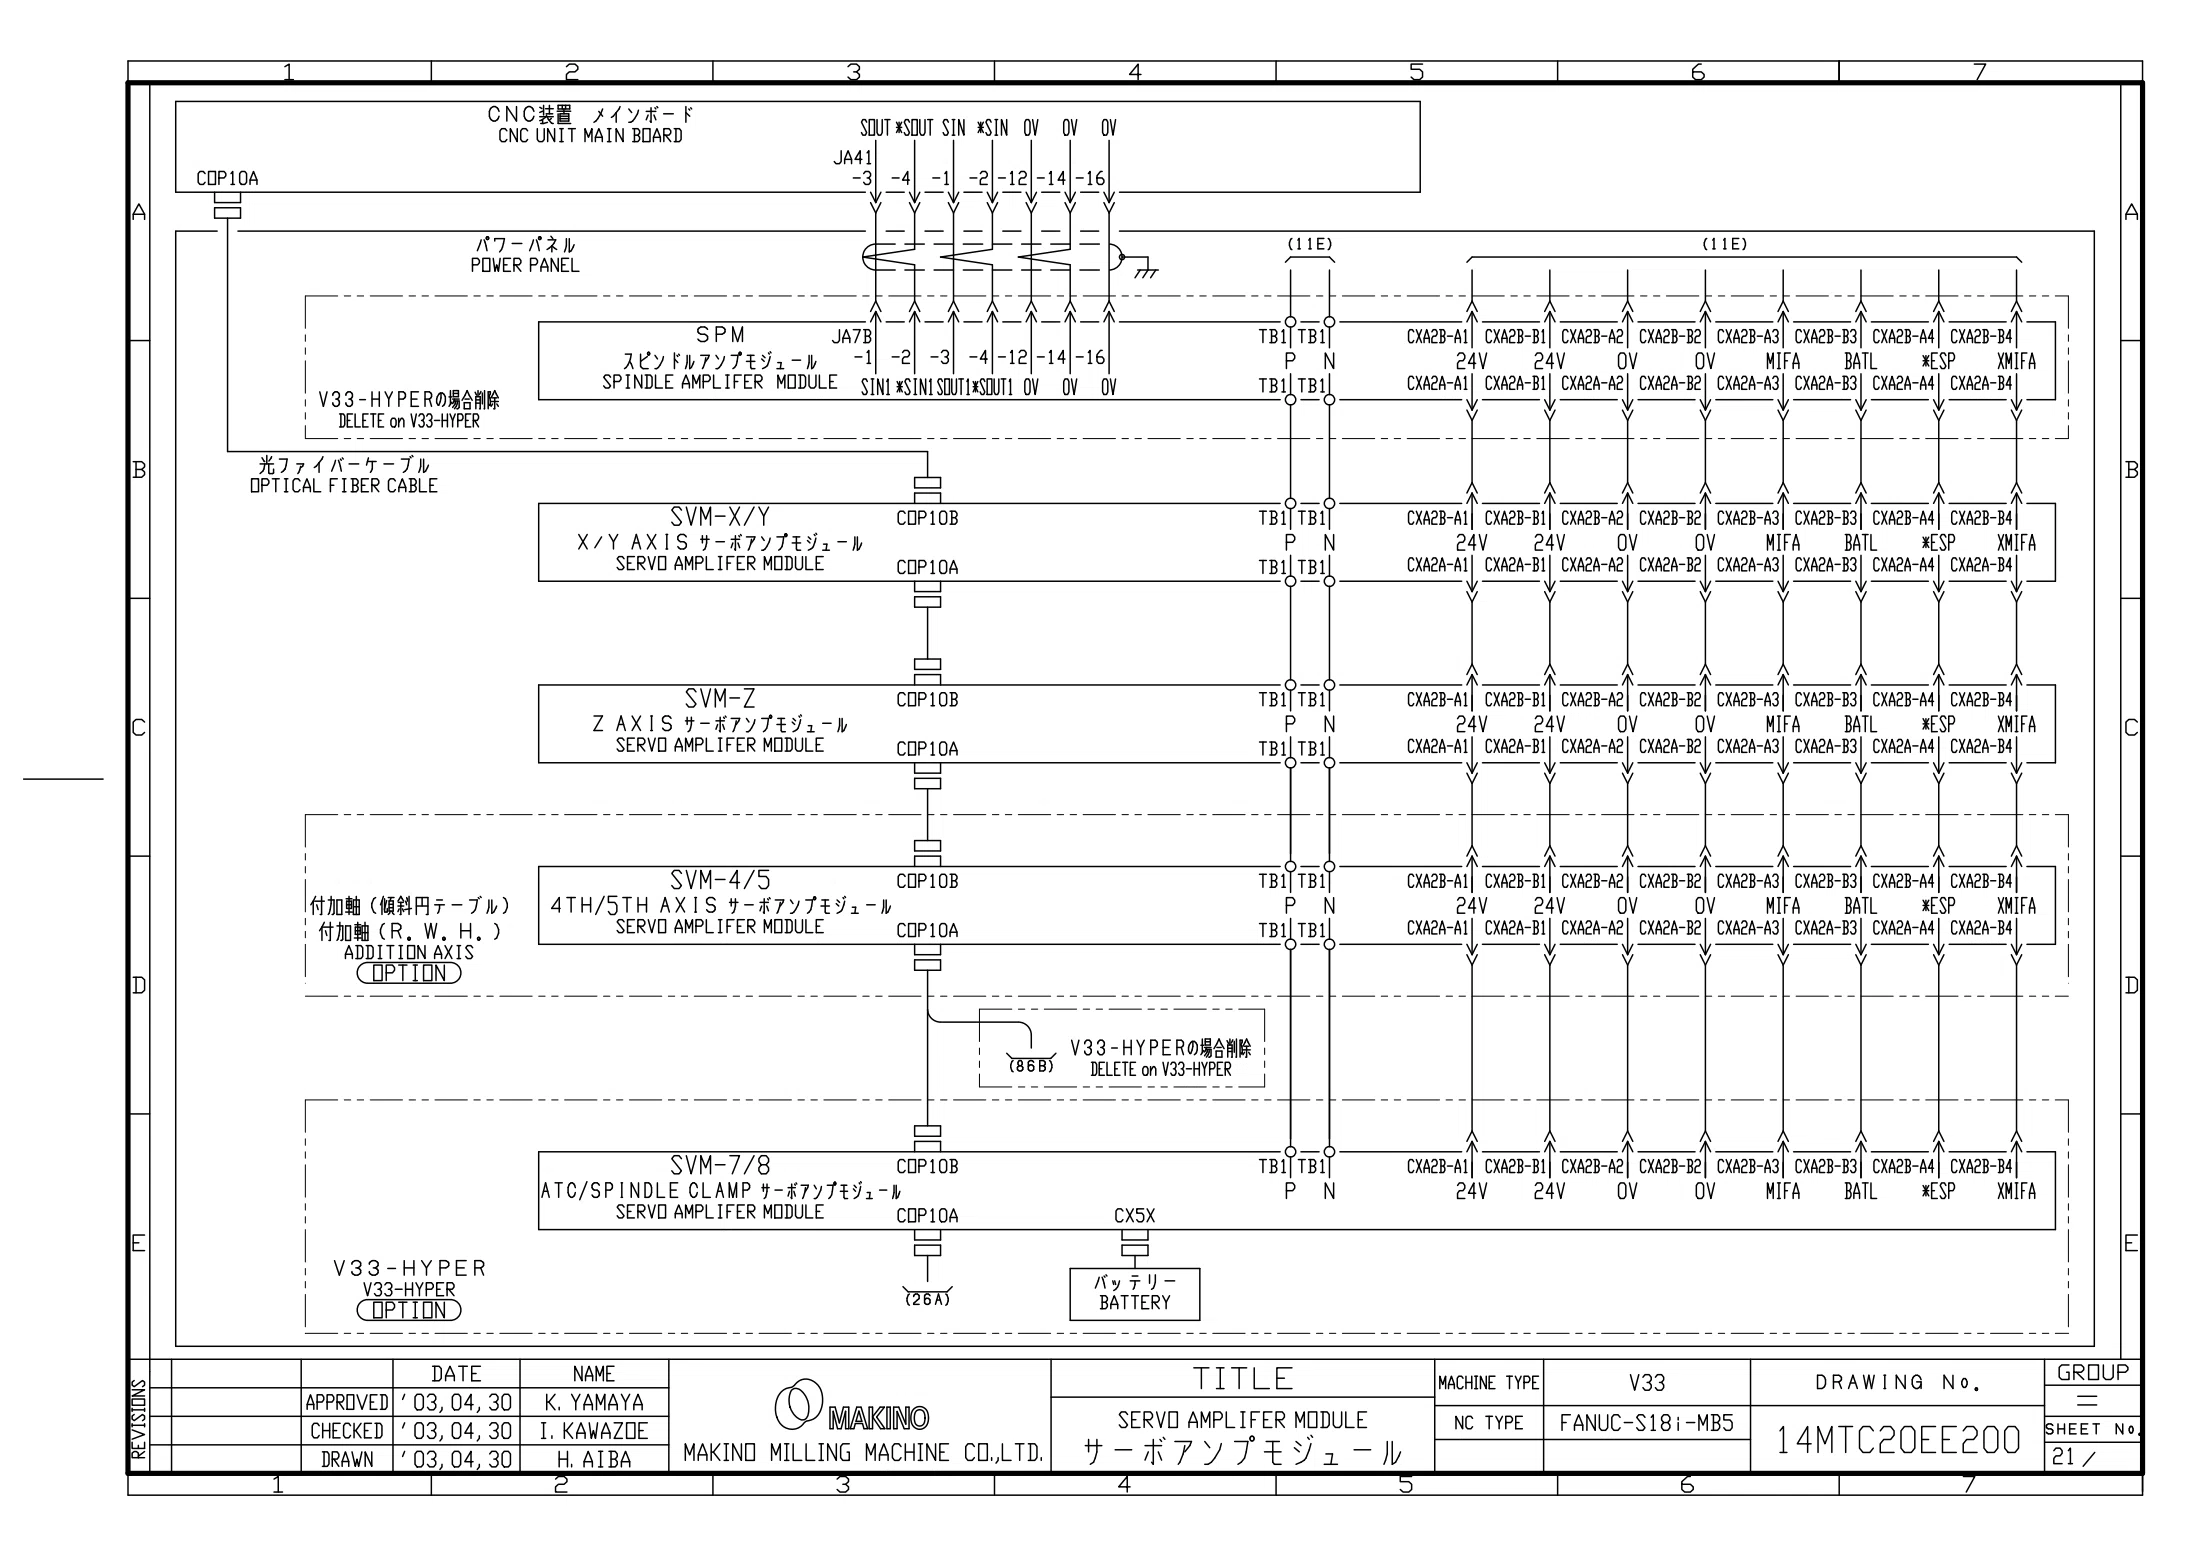 1 2 3 4 5 6 7
CNC装置 メインボード
CNC UNIT MAIN BOARD
SOUT *SOUT SIN *SIN 0V 0V 0V
JA41
COP10A
-3 -4 -1 -2 -12 -14 -16
A A
パワーパネル
POWER PANEL
(11E) (11E)
SPM
JA7B
TB1 TB1 CXA2B-A1 CXA2B-B1 CXA2B-A2 CXA2B-B2 CXA2B-A3 CXA2B-B3 CXA2B-A4 CXA2B-B4
スピンドルアンプモジュール
-1 -2 -3 -4 -12 -14 -16
P N 24V 24V 0V 0V MIFA BATL *ESP XMIFA
SPINDLE AMPLIFER MODULE
SIN1 *SIN1 SOUT1 *SOUT1 0V 0V 0V
TB1 TB1 CXA2A-A1 CXA2A-B1 CXA2A-A2 CXA2A-B2 CXA2A-A3 CXA2A-B3 CXA2A-A4 CXA2A-B4
V33-HYPERの場合削除
DELETE on V33-HYPER
B B
光ファイバーケーブル
OPTICAL FIBER CABLE
SVM-X/Y
COP10B
TB1 TB1 CXA2B-A1 CXA2B-B1 CXA2B-A2 CXA2B-B2 CXA2B-A3 CXA2B-B3 CXA2B-A4 CXA2B-B4
X/Y AXIS サーボアンプモジュール
P N 24V 24V 0V 0V MIFA BATL *ESP XMIFA
SERVO AMPLIFER MODULE
COP10A
TB1 TB1 CXA2A-A1 CXA2A-B1 CXA2A-A2 CXA2A-B2 CXA2A-A3 CXA2A-B3 CXA2A-A4 CXA2A-B4
SVM-Z
COP10B
TB1 TB1 CXA2B-A1 CXA2B-B1 CXA2B-A2 CXA2B-B2 CXA2B-A3 CXA2B-B3 CXA2B-A4 CXA2B-B4
C C
Z AXIS サーボアンプモジュール
P N 24V 24V 0V 0V MIFA BATL *ESP XMIFA
SERVO AMPLIFER MODULE
COP10A
TB1 TB1 CXA2A-A1 CXA2A-B1 CXA2A-A2 CXA2A-B2 CXA2A-A3 CXA2A-B3 CXA2A-A4 CXA2A-B4
SVM-4/5
COP10B
TB1 TB1 CXA2B-A1 CXA2B-B1 CXA2B-A2 CXA2B-B2 CXA2B-A3 CXA2B-B3 CXA2B-A4 CXA2B-B4
付加軸(傾斜円テーブル)
4TH/5TH AXIS サーボアンプモジュール
P N 24V 24V 0V 0V MIFA BATL *ESP XMIFA
付加軸(R. W. H. )
SERVO AMPLIFER MODULE
COP10A
TB1 TB1 CXA2A-A1 CXA2A-B1 CXA2A-A2 CXA2A-B2 CXA2A-A3 CXA2A-B3 CXA2A-A4 CXA2A-B4
ADDITION AXIS
OPTION
D D
V33-HYPERの場合削除
(86B)
DELETE on V33-HYPER
SVM-7/8
COP10B
TB1 TB1 CXA2B-A1 CXA2B-B1 CXA2B-A2 CXA2B-B2 CXA2B-A3 CXA2B-B3 CXA2B-A4 CXA2B-B4
ATC/SPINDLE CLAMP サーボアンプモジュール
P N 24V 24V 0V 0V MIFA BATL *ESP XMIFA
SERVO AMPLIFER MODULE
COP10A
CX5X
E E
V33-HYPER
V33-HYPER
OPTION
(26A)
バッテリー
BATTERY
REVISIONS
DATE NAME
APPROVED '03,04,30 K. YAMAYA
CHECKED '03,04,30 I. KAWAZOE
DRAWN '03,04,30 H. AIBA
MAKINO
MAKINO MILLING MACHINE CO.,LTD.
TITLE
SERVO AMPLIFER MODULE
サーボアンプモジュール
MACHINE TYPE V33
NC TYPE FANUC-S18i-MB5
DRAWING No.
14MTC20EE200
GROUP
=
SHEET No.
21 /
1 2 3 4 5 6 7